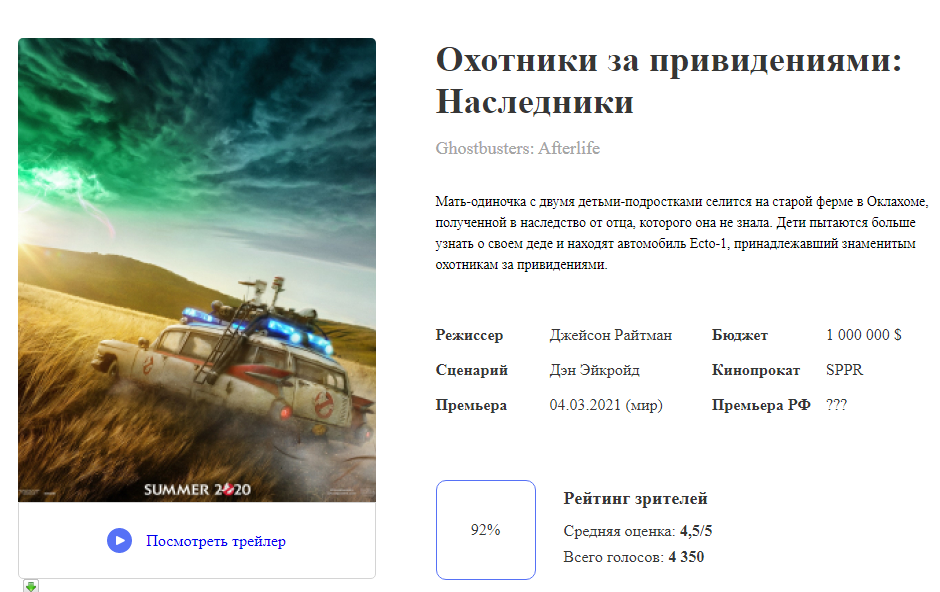 Охотники за привидениями:
Наследники
Ghostbusters: Afterlife
Мать-одиночка с двумя детьми-подростками селится на старой ферме в Оклахоме,
полученной в наследство от отца, которого она не знала. Дети пытаются больше
узнать о своем деде и находят автомобиль Ecto-1, принадлежавший знаменитым
охотникам за привидениями.
Режиссер Джейсон Райтман Бюджет 1 000 000 $
Сценарий Дэн Эйкройд Кинопрокат SPPR
Премьера 04.03.2021 (мир) Премьера РФ ???
SUMMER 2020
Посмотреть трейлер
92%
Рейтинг зрителей
Средняя оценка: 4,5/5
Всего голосов: 4 350